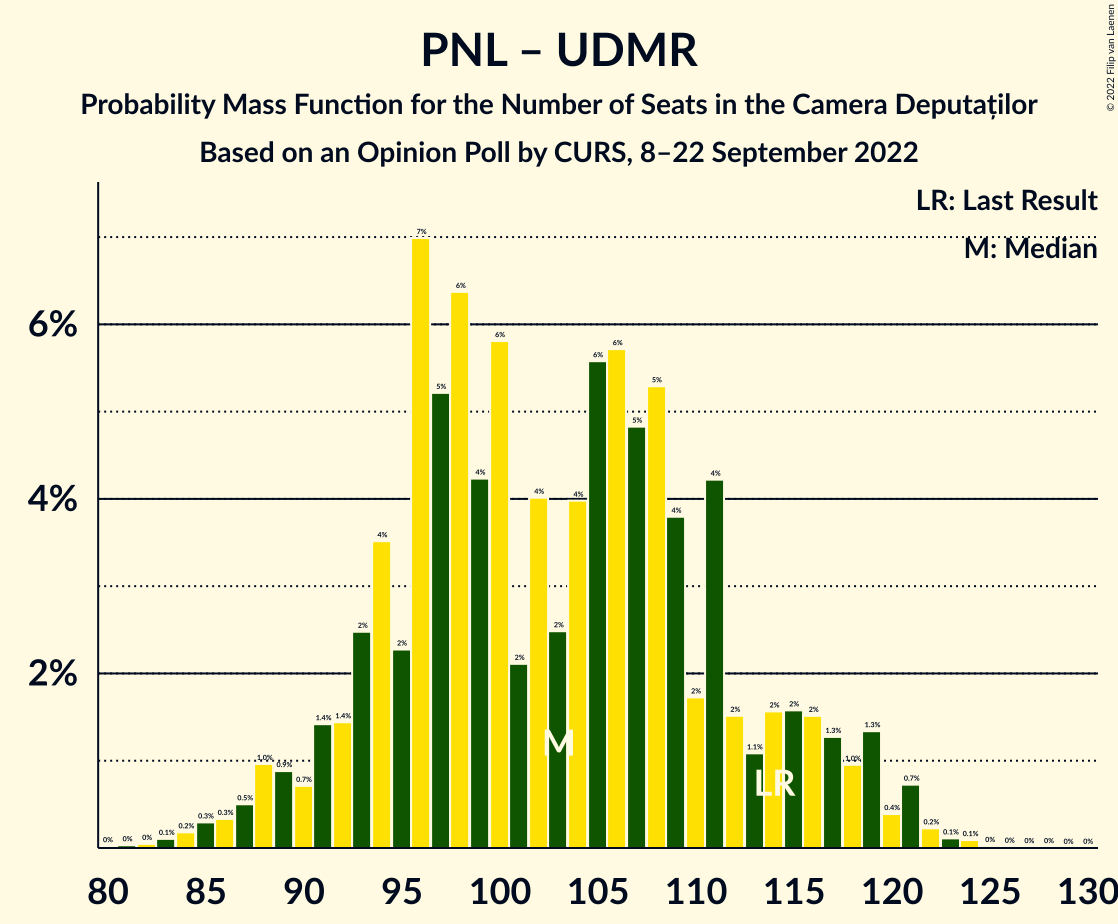 PNL – UDMR
Probability Mass Function for the Number of Seats in the Camera Deputaților
Based on an Opinion Poll by CURS, 8–22 September 2022
© 2022 Filip van Laenen
LR: Last Result
M: Median
6%
4%
2%
0% 0% 0% 0.1% 0.2% 0.3% 0.3% 0.5% 1.0% 0.9% 0.7% 1.4% 1.4% 2% 4% 2% 7% 5% 6% 4% 6% 2% 4% 2% 4% 6% 6% 5% 5% 4% 2% 4% 2% 1.1% 2% 2% 2% 1.3% 1.0% 1.3% 0.4% 0.7% 0.2% 0.1% 0.1% 0% 0% 0% 0% 0% 0%
M
LR
80 85 90 95 100 105 110 115 120 125 130